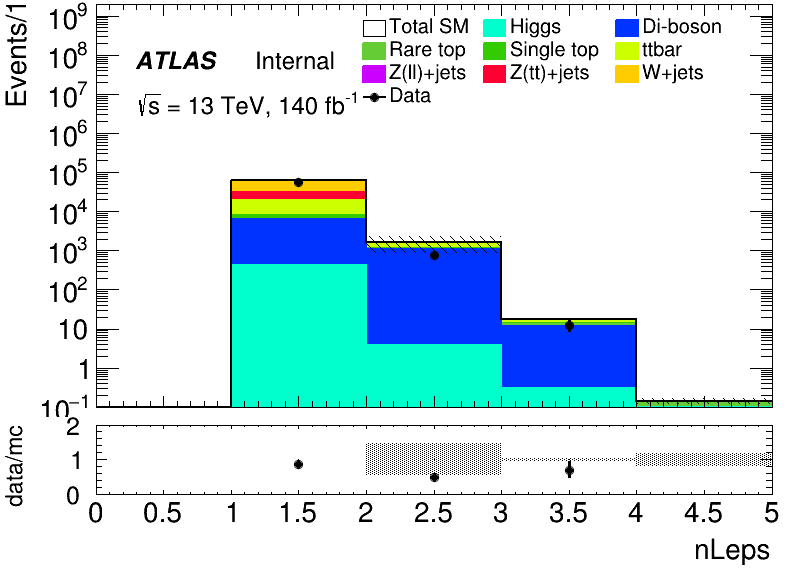 Events/1
10⁹
10⁸
10⁷
10⁶
10⁵
10⁴
10³
10²
10
1
10⁻¹
ATLAS Internal
√s = 13 TeV, 140 fb⁻¹
Total SM Higgs Di-boson
Rare top Single top ttbar
Z(ll)+jets Z(tt)+jets W+jets
Data
data/mc
2
1
0
0 0.5 1 1.5 2 2.5 3 3.5 4 4.5 5
nLeps